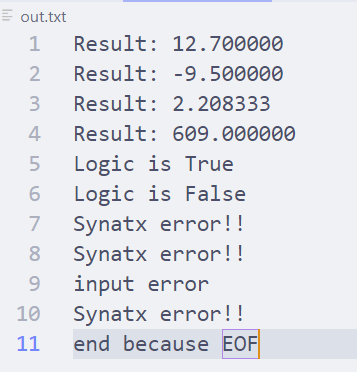 out.txt
1 Result: 12.700000
2 Result: -9.500000
3 Result: 2.208333
4 Result: 609.000000
5 Logic is True
6 Logic is False
7 Synatx error!!
8 Synatx error!!
9 input error
10 Synatx error!!
11 end because EOF